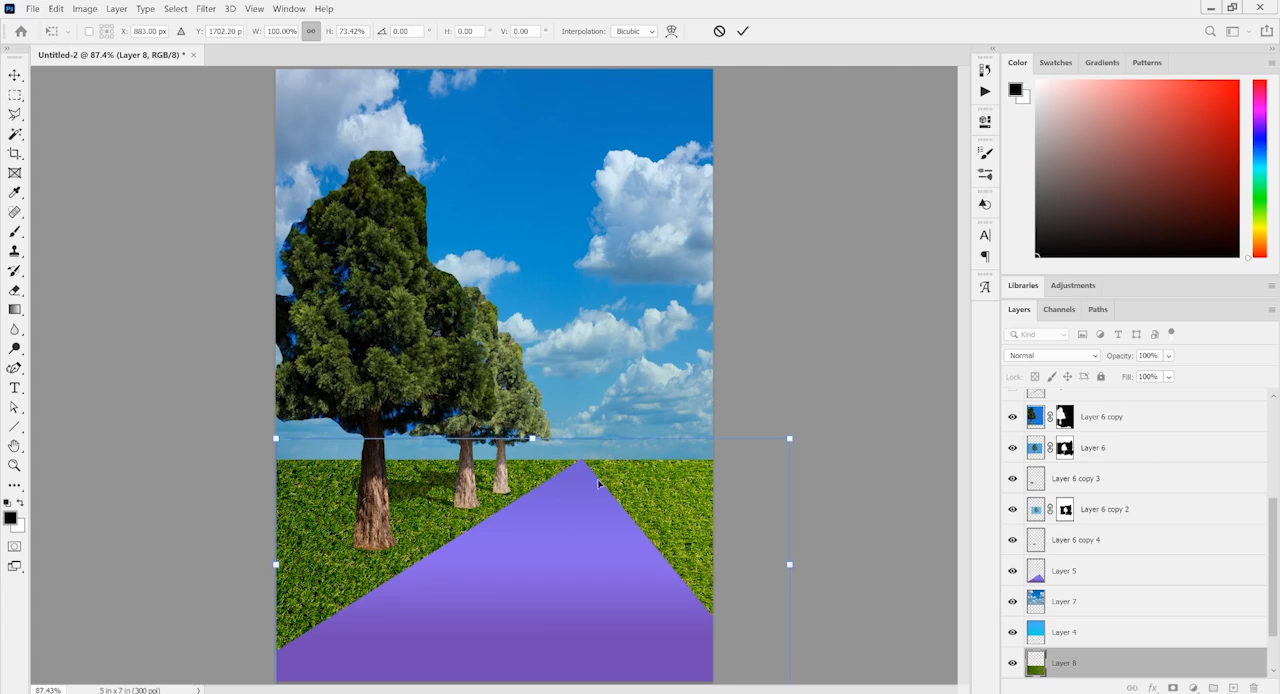 Ps File Edit Image Layer Type Select Filter 3D View Window Help
X: 883.00 px Y: 1702.20 p W: 100.00% H: 73.42% 0.00 ° H: 0.00 ° V: 0.00 ° Interpolation: Bicubic
Untitled-2 @ 87.4% (Layer 8, RGB/8) * ×
Color Swatches Gradients Patterns
Libraries Adjustments
Layers Channels Paths
Kind
Normal Opacity: 100%
Lock: Fill: 100%
Layer 6 copy
Layer 6
Layer 6 copy 3
Layer 6 copy 2
Layer 6 copy 4
Layer 5
Layer 7
Layer 4
Layer 8
87.43% 5 in x 7 in (300 ppi)